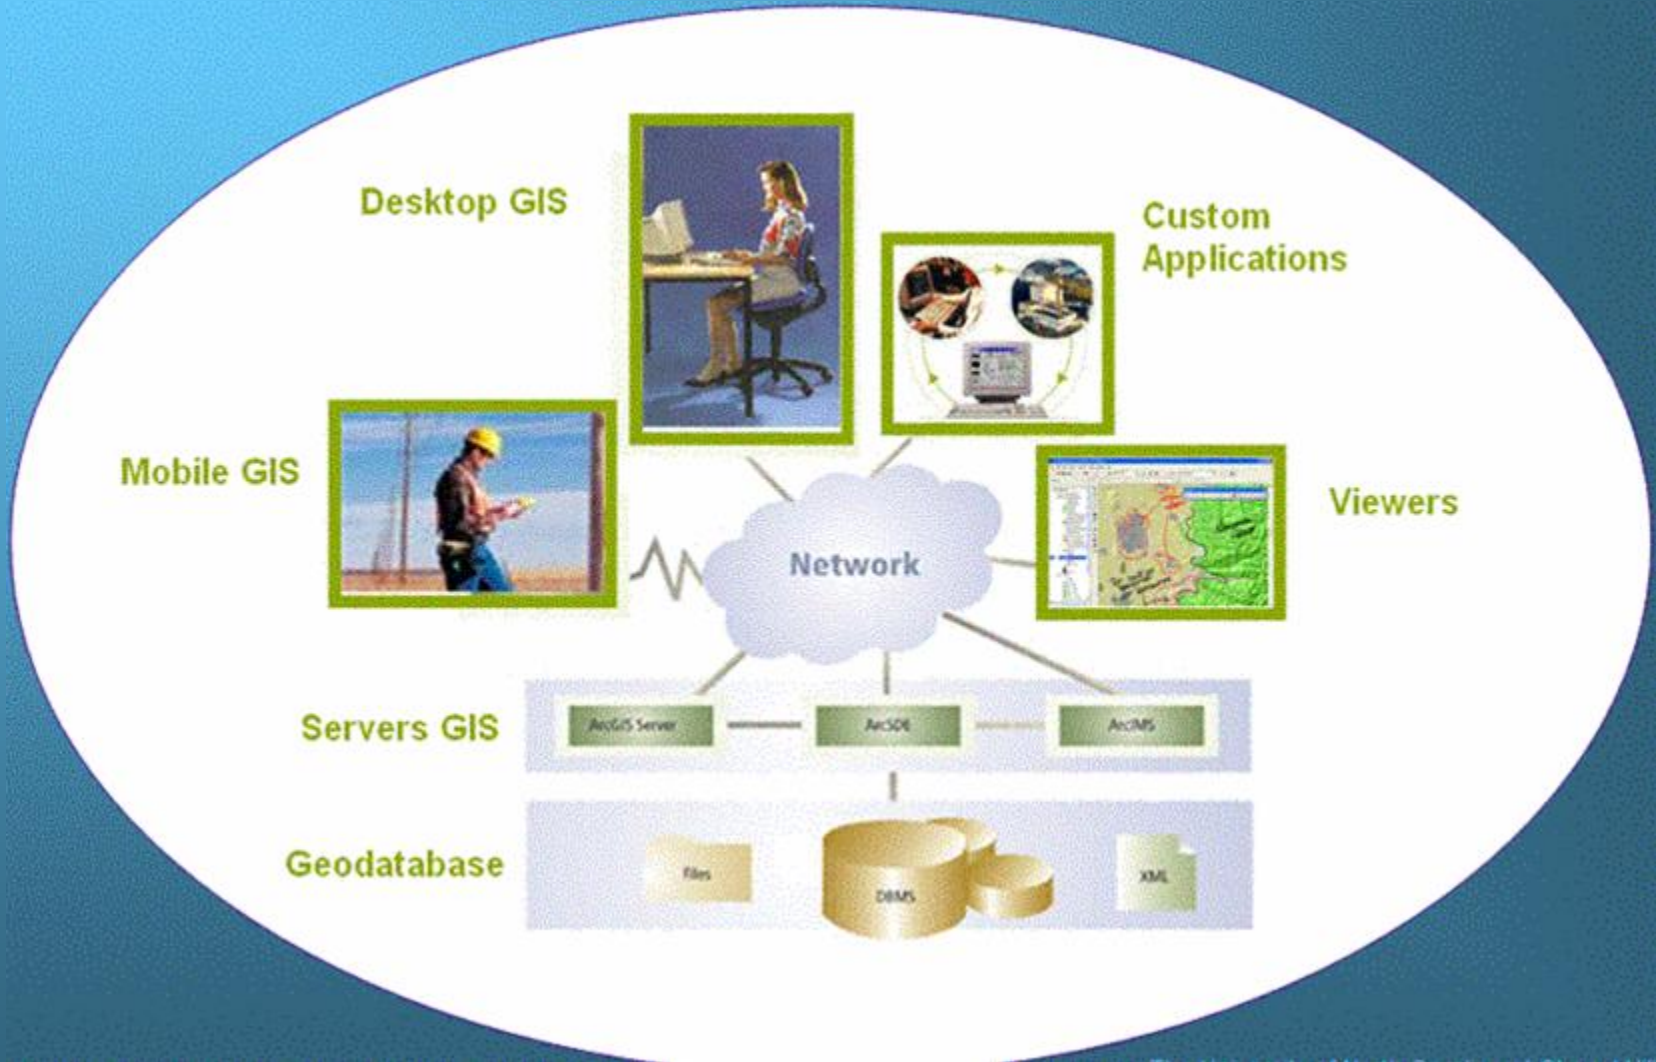 Desktop GIS
Custom
Applications
Mobile GIS
Viewers
Network
Servers GIS
ArcGIS Server
ArcSDE
ArcIMS
Geodatabase
Files
DBMS
XML